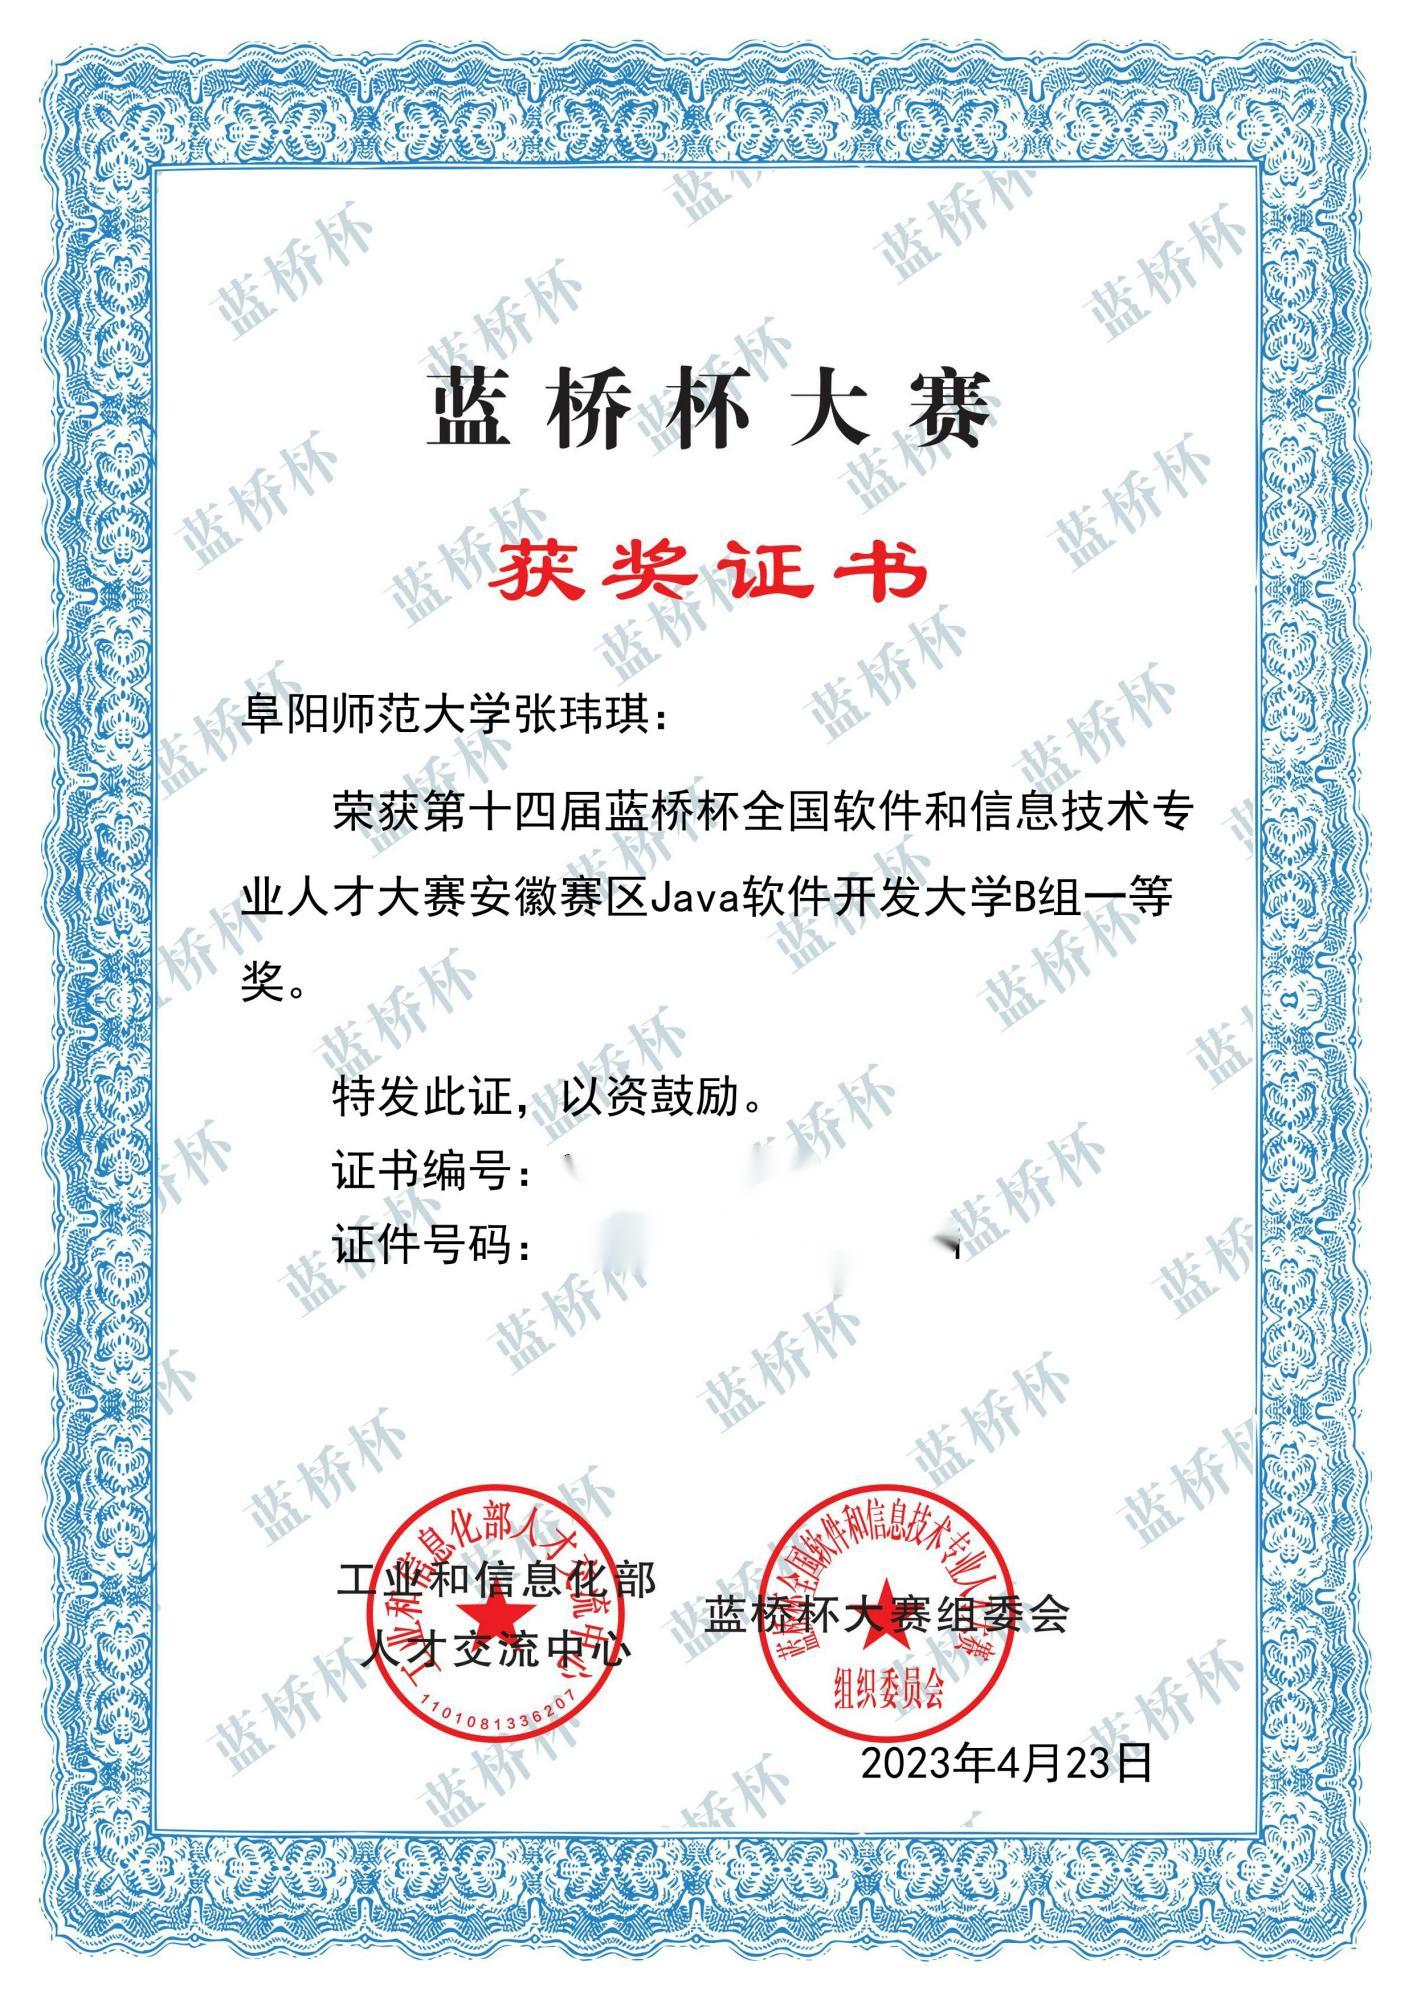 蓝桥杯大赛
获奖证书
阜阳师范大学张玮琪：
荣获第十四届蓝桥杯全国软件和信息技术专
业人才大赛安徽赛区Java软件开发大学B组一等
奖。
特发此证，以资鼓励。
证书编号：
证件号码：
工业和信息化部
人才交流中心
蓝桥杯大赛组委会
工业和信息化部人才交流中心
1101081336207
蓝桥杯全国软件和信息技术专业人才大赛
组织委员会
2023年4月23日
蓝桥杯